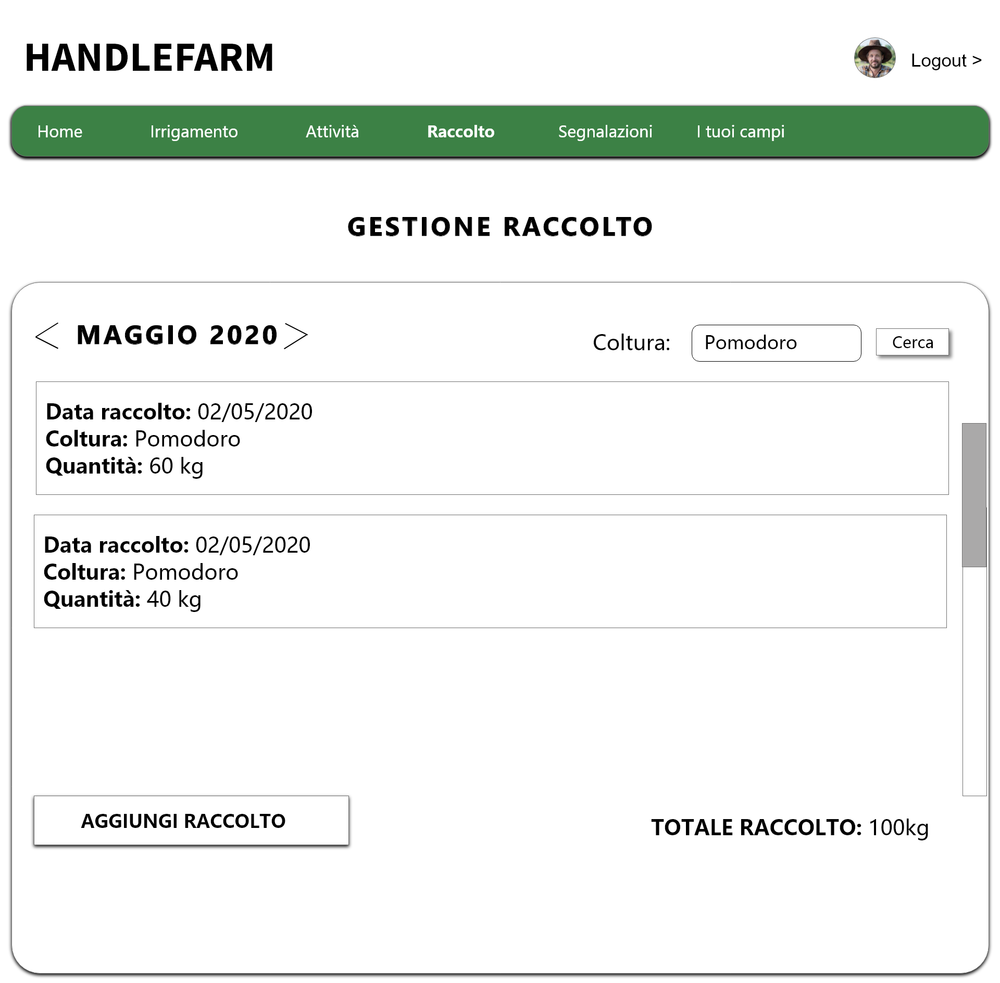 HANDLEFARM
Logout >
Home Irrigamento Attività Raccolto Segnalazioni I tuoi campi
GESTIONE RACCOLTO
< MAGGIO 2020 >
Coltura: Pomodoro Cerca
Data raccolto: 02/05/2020
Coltura: Pomodoro
Quantità: 60 kg
Data raccolto: 02/05/2020
Coltura: Pomodoro
Quantità: 40 kg
AGGIUNGI RACCOLTO
TOTALE RACCOLTO: 100kg